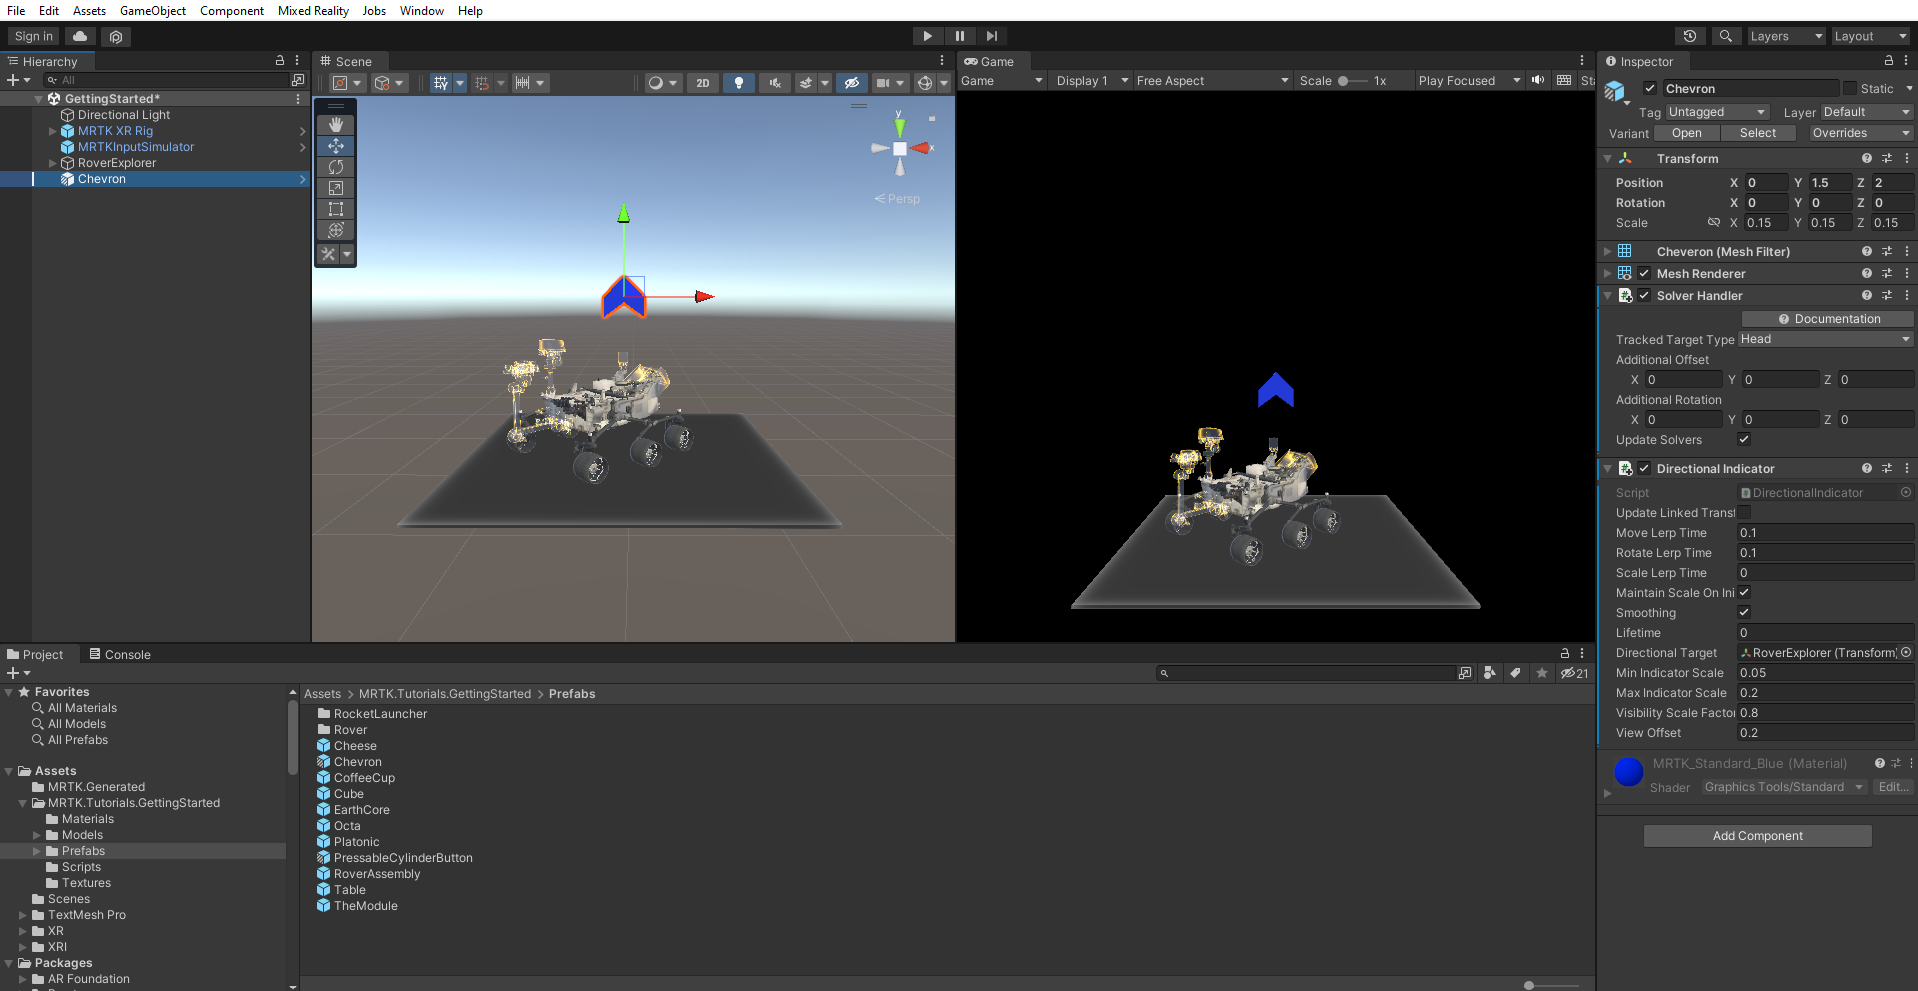 File Edit Assets GameObject Component Mixed Reality Jobs Window Help
Sign in
Layers Layout
Hierarchy
All
GettingStarted*
Directional Light
MRTK XR Rig
MRTKInputSimulator
RoverExplorer
Chevron
Scene
2D
y
x
Persp
Game
Game Display 1 Free Aspect Scale 1x Play Focused Sta
Inspector
Chevron Static
Tag Untagged Layer Default
Variant Open Select Overrides
Transform
Position X 0 Y 1.5 Z 2
Rotation X 0 Y 0 Z 0
Scale X 0.15 Y 0.15 Z 0.15
Cheveron (Mesh Filter)
Mesh Renderer
Solver Handler
Documentation
Tracked Target Type Head
Additional Offset
X 0 Y 0 Z 0
Additional Rotation
X 0 Y 0 Z 0
Update Solvers
Directional Indicator
Script DirectionalIndicator
Update Linked Transf
Move Lerp Time 0.1
Rotate Lerp Time 0.1
Scale Lerp Time 0
Maintain Scale On Ini
Smoothing
Lifetime 0
Directional Target RoverExplorer (Transform)
Min Indicator Scale 0.05
Max Indicator Scale 0.2
Visibility Scale Factor 0.8
View Offset 0.2
MRTK_Standard_Blue (Material)
Shader Graphics Tools/Standard Edit...
Add Component
Project Console
21
Favorites
All Materials
All Models
All Prefabs
Assets
MRTK.Generated
MRTK.Tutorials.GettingStarted
Materials
Models
Prefabs
Scripts
Textures
Scenes
TextMesh Pro
XR
XRI
Packages
AR Foundation
Assets > MRTK.Tutorials.GettingStarted > Prefabs
RocketLauncher
Rover
Cheese
Chevron
CoffeeCup
Cube
EarthCore
Octa
Platonic
PressableCylinderButton
RoverAssembly
Table
TheModule